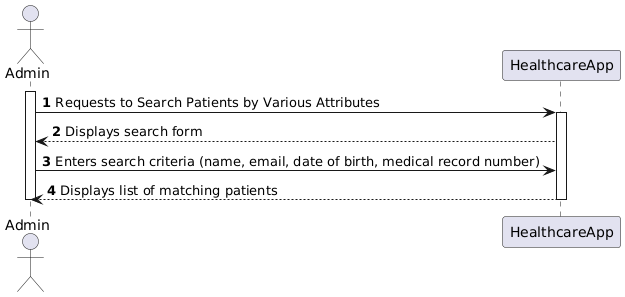 Admin
HealthcareApp
1 Requests to Search Patients by Various Attributes
2 Displays search form
3 Enters search criteria (name, email, date of birth, medical record number)
4 Displays list of matching patients
Admin
HealthcareApp